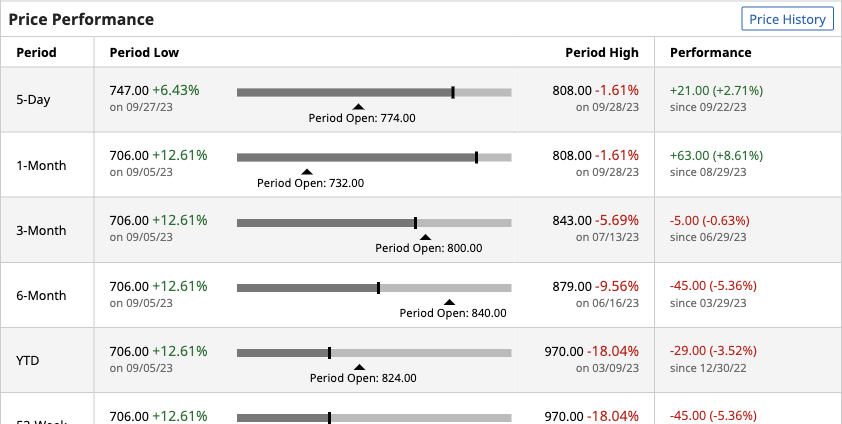 Price Performance
Price History
Period Period Low Period High Performance
5-Day
747.00 +6.43%
on 09/27/23
Period Open: 774.00
808.00 -1.61%
on 09/28/23
+21.00 (+2.71%)
since 09/22/23
1-Month
706.00 +12.61%
on 09/05/23
Period Open: 732.00
808.00 -1.61%
on 09/28/23
+63.00 (+8.61%)
since 08/29/23
3-Month
706.00 +12.61%
on 09/05/23
Period Open: 800.00
843.00 -5.69%
on 07/13/23
-5.00 (-0.63%)
since 06/29/23
6-Month
706.00 +12.61%
on 09/05/23
Period Open: 840.00
879.00 -9.56%
on 06/16/23
-45.00 (-5.36%)
since 03/29/23
YTD
706.00 +12.61%
on 09/05/23
Period Open: 824.00
970.00 -18.04%
on 03/09/23
-29.00 (-3.52%)
since 12/30/22
52-Week
706.00 +12.61%
970.00 -18.04%
-45.00 (-5.36%)